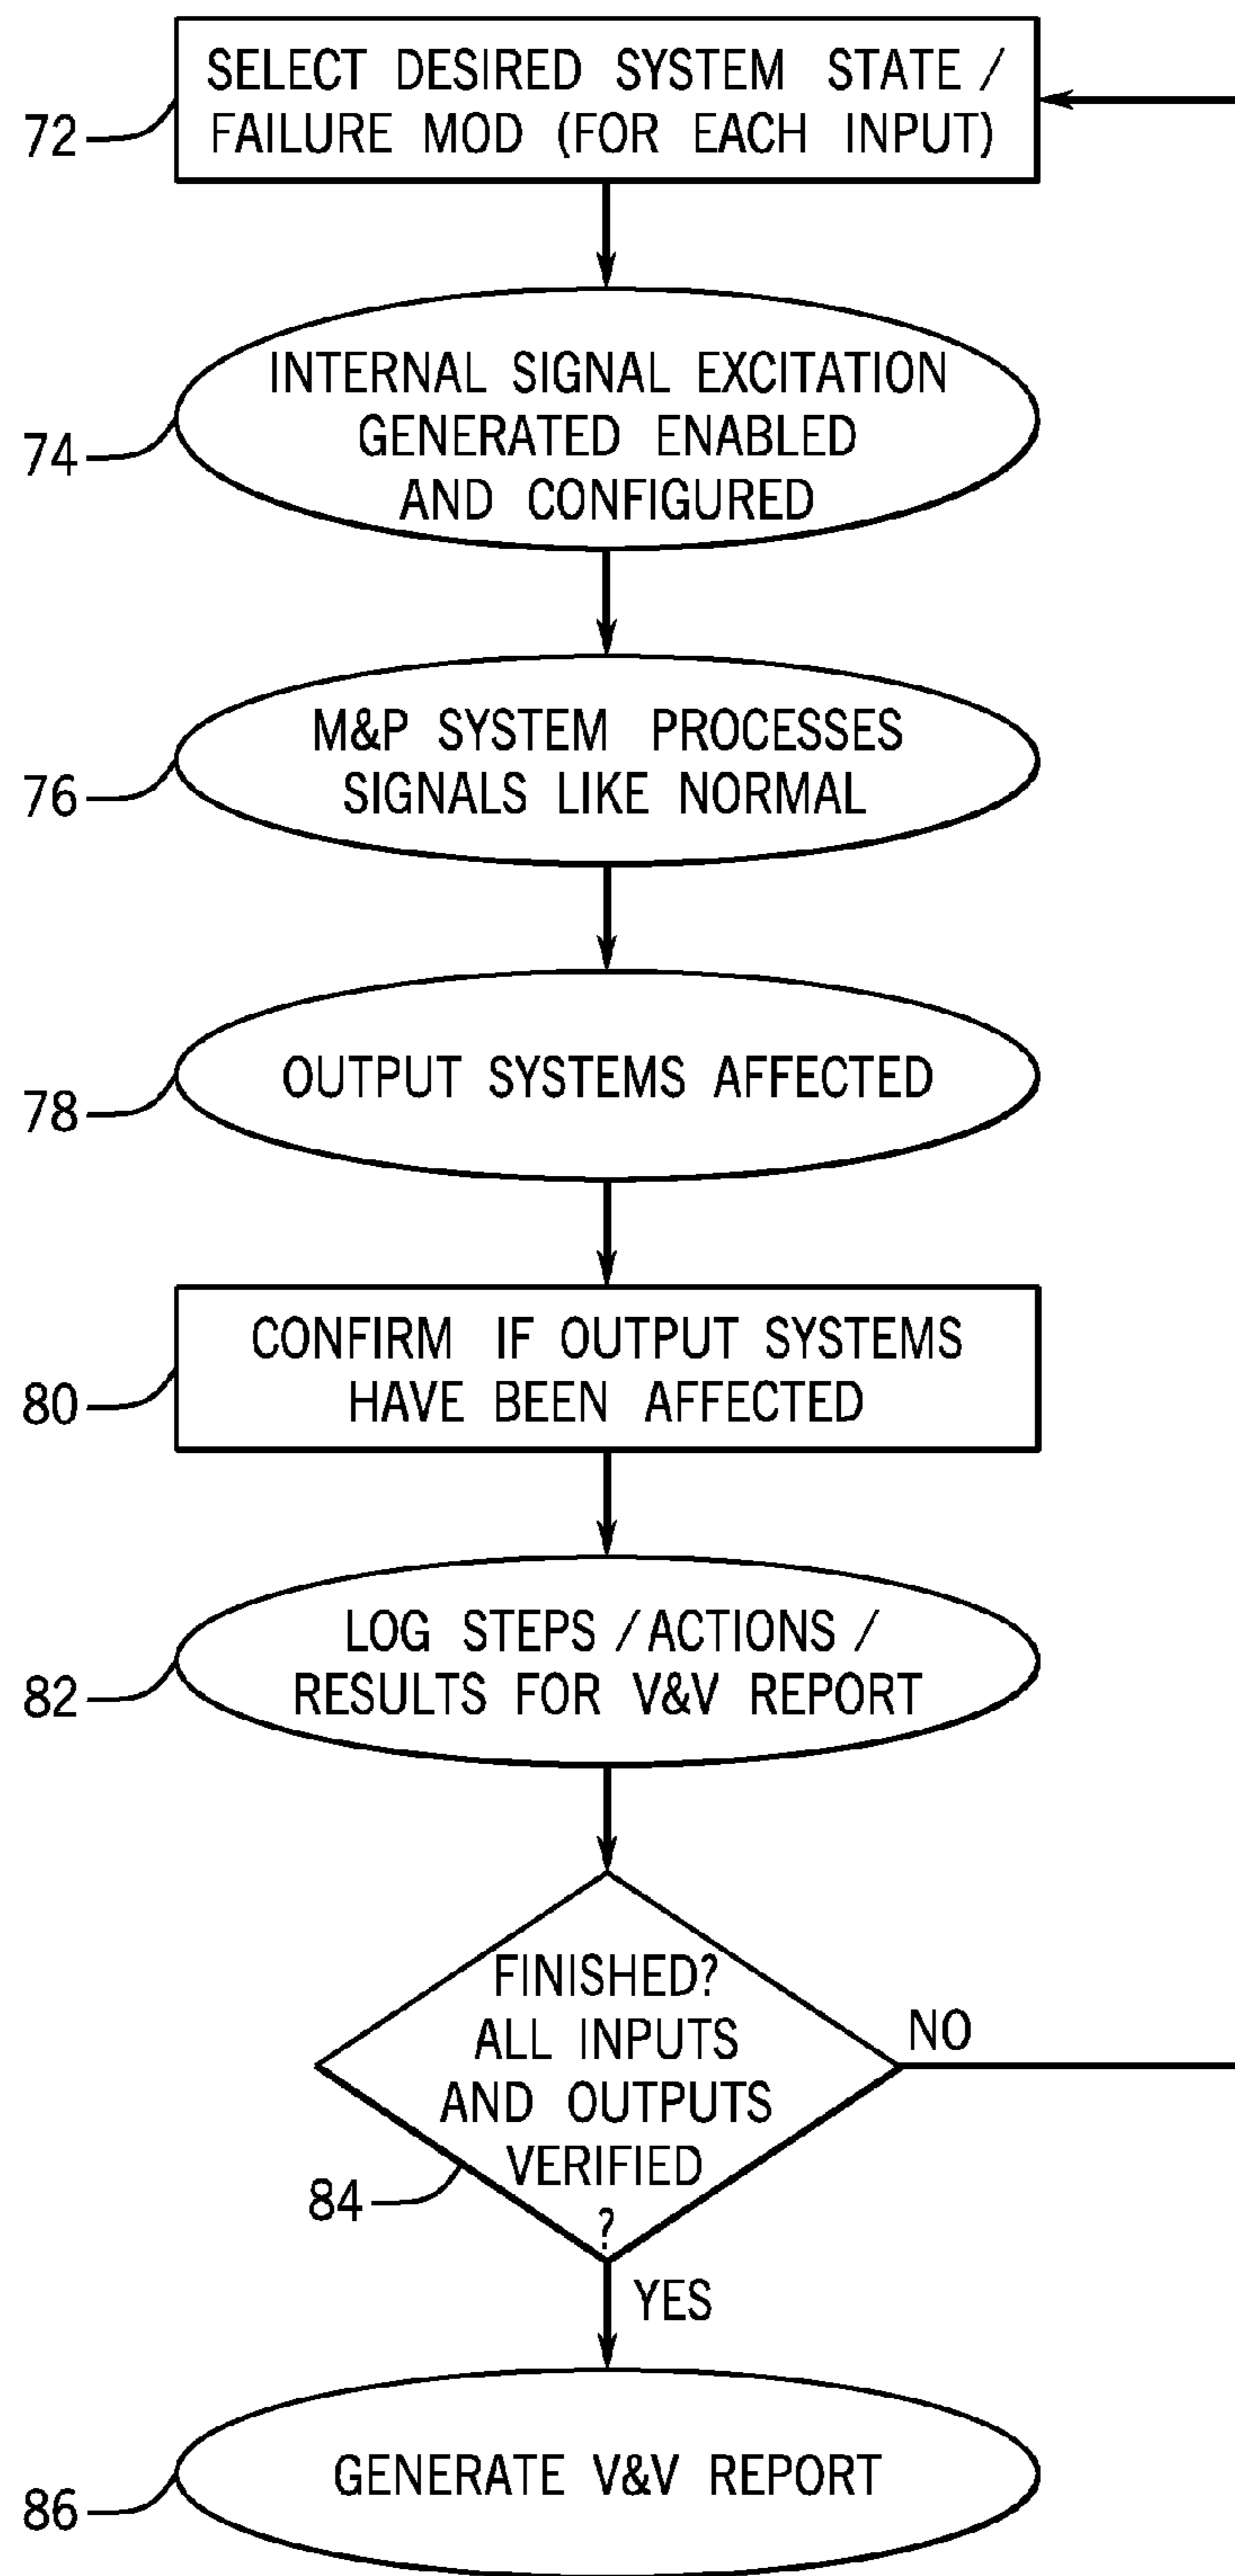 SELECT DESIRED SYSTEM STATE /
FAILURE MOD (FOR EACH INPUT)
72
INTERNAL SIGNAL EXCITATION
GENERATED ENABLED
AND CONFIGURED
74
M&P SYSTEM PROCESSES
SIGNALS LIKE NORMAL
76
OUTPUT SYSTEMS AFFECTED
78
CONFIRM IF OUTPUT SYSTEMS
HAVE BEEN AFFECTED
80
LOG STEPS / ACTIONS /
RESULTS FOR V&V REPORT
82
FINISHED?
ALL INPUTS
AND OUTPUTS
VERIFIED
?
NO
84
YES
GENERATE V&V REPORT
86